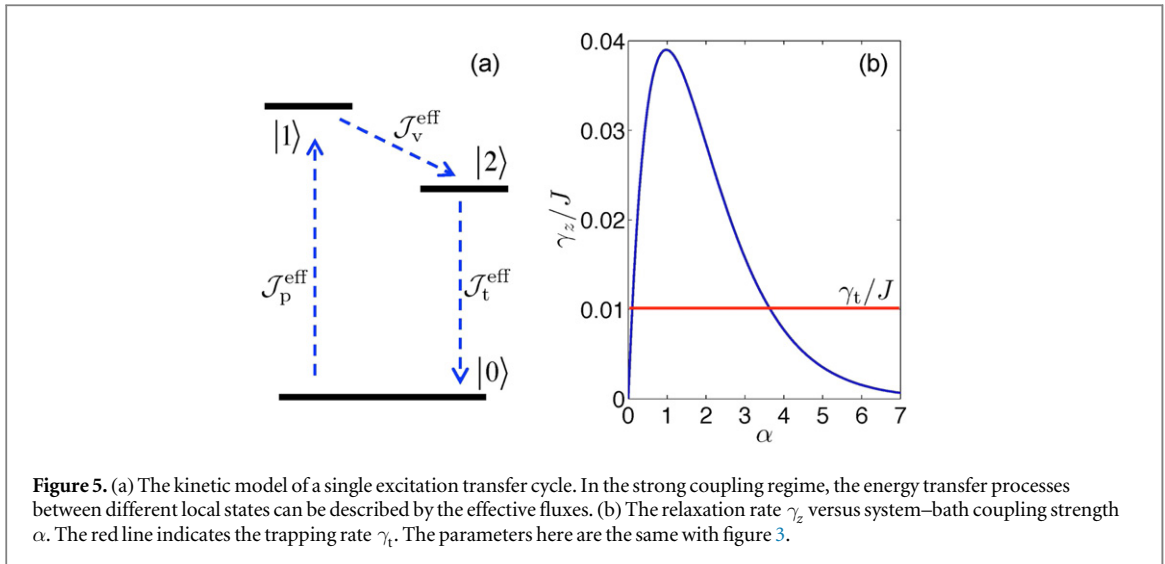 (a)
|1⟩
𝒥_v^eff
|2⟩
𝒥_p^eff
𝒥_t^eff
|0⟩
(b)
0.04
0.03
0.02
0.01
0
γ_z/J
γ_t/J
0 1 2 3 4 5 6 7
α
Figure 5. (a) The kinetic model of a single excitation transfer cycle. In the strong coupling regime, the energy transfer processes
between different local states can be described by the effective fluxes. (b) The relaxation rate γ_z versus system–bath coupling strength
α. The red line indicates the trapping rate γ_t. The parameters here are the same with figure 3.